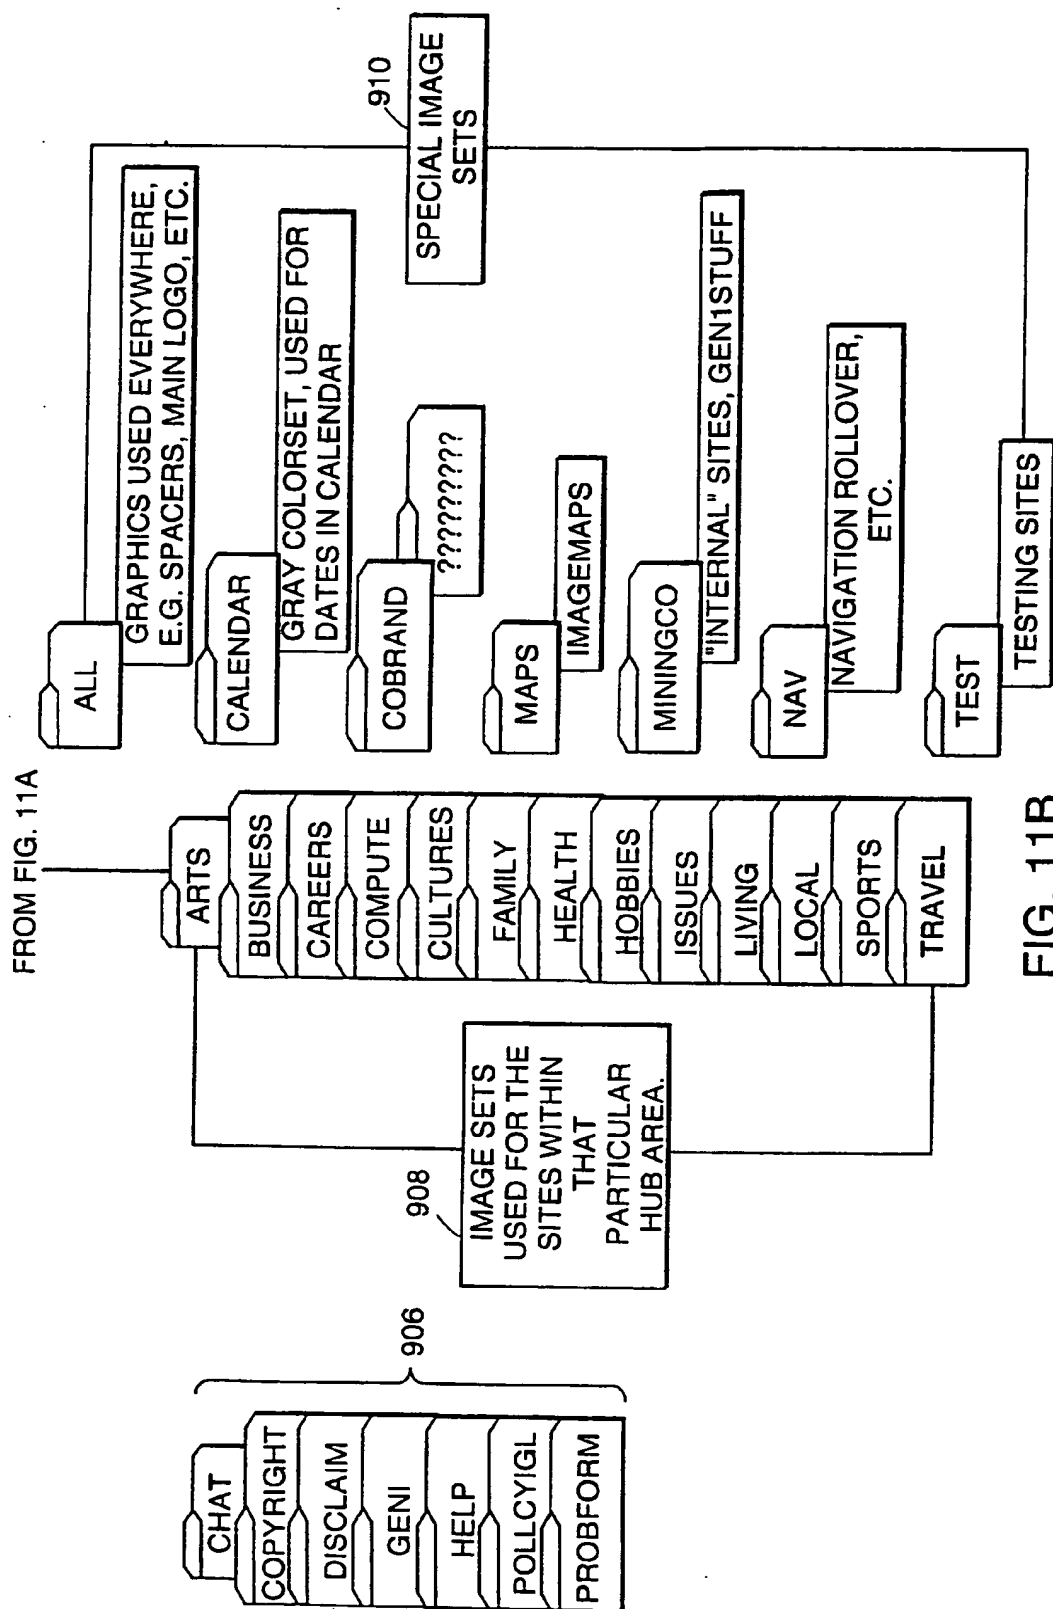 FROM FIG. 11A
CHAT
COPYRIGHT
DISCLAIM
GENI
HELP
POLLCYIGL
PROBFORM
906
908
IMAGE SETS
USED FOR THE
SITES WITHIN
THAT
PARTICULAR
HUB AREA.
ARTS
BUSINESS
CAREERS
COMPUTE
CULTURES
FAMILY
HEALTH
HOBBIES
ISSUES
LIVING
LOCAL
SPORTS
TRAVEL
ALL
GRAPHICS USED EVERYWHERE,
E.G. SPACERS, MAIN LOGO, ETC.
CALENDAR
GRAY COLORSET, USED FOR
DATES IN CALENDAR
COBRAND
?????????
MAPS
IMAGEMAPS
MININGCO
"INTERNAL" SITES, GEN1STUFF
NAV
NAVIGATION ROLLOVER,
ETC.
TEST
TESTING SITES
910
SPECIAL IMAGE
SETS
FIG. 11B